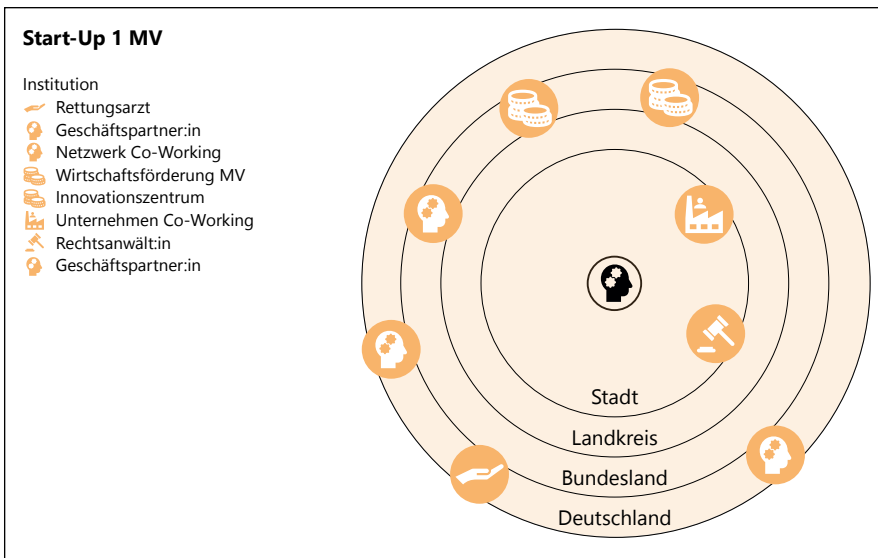 Start-Up 1 MV
Institution
Rettungsarzt
Geschäftspartner:in
Netzwerk Co-Working
Wirtschaftsförderung MV
Innovationszentrum
Unternehmen Co-Working
Rechtsanwält:in
Geschäftspartner:in
Stadt
Landkreis
Bundesland
Deutschland